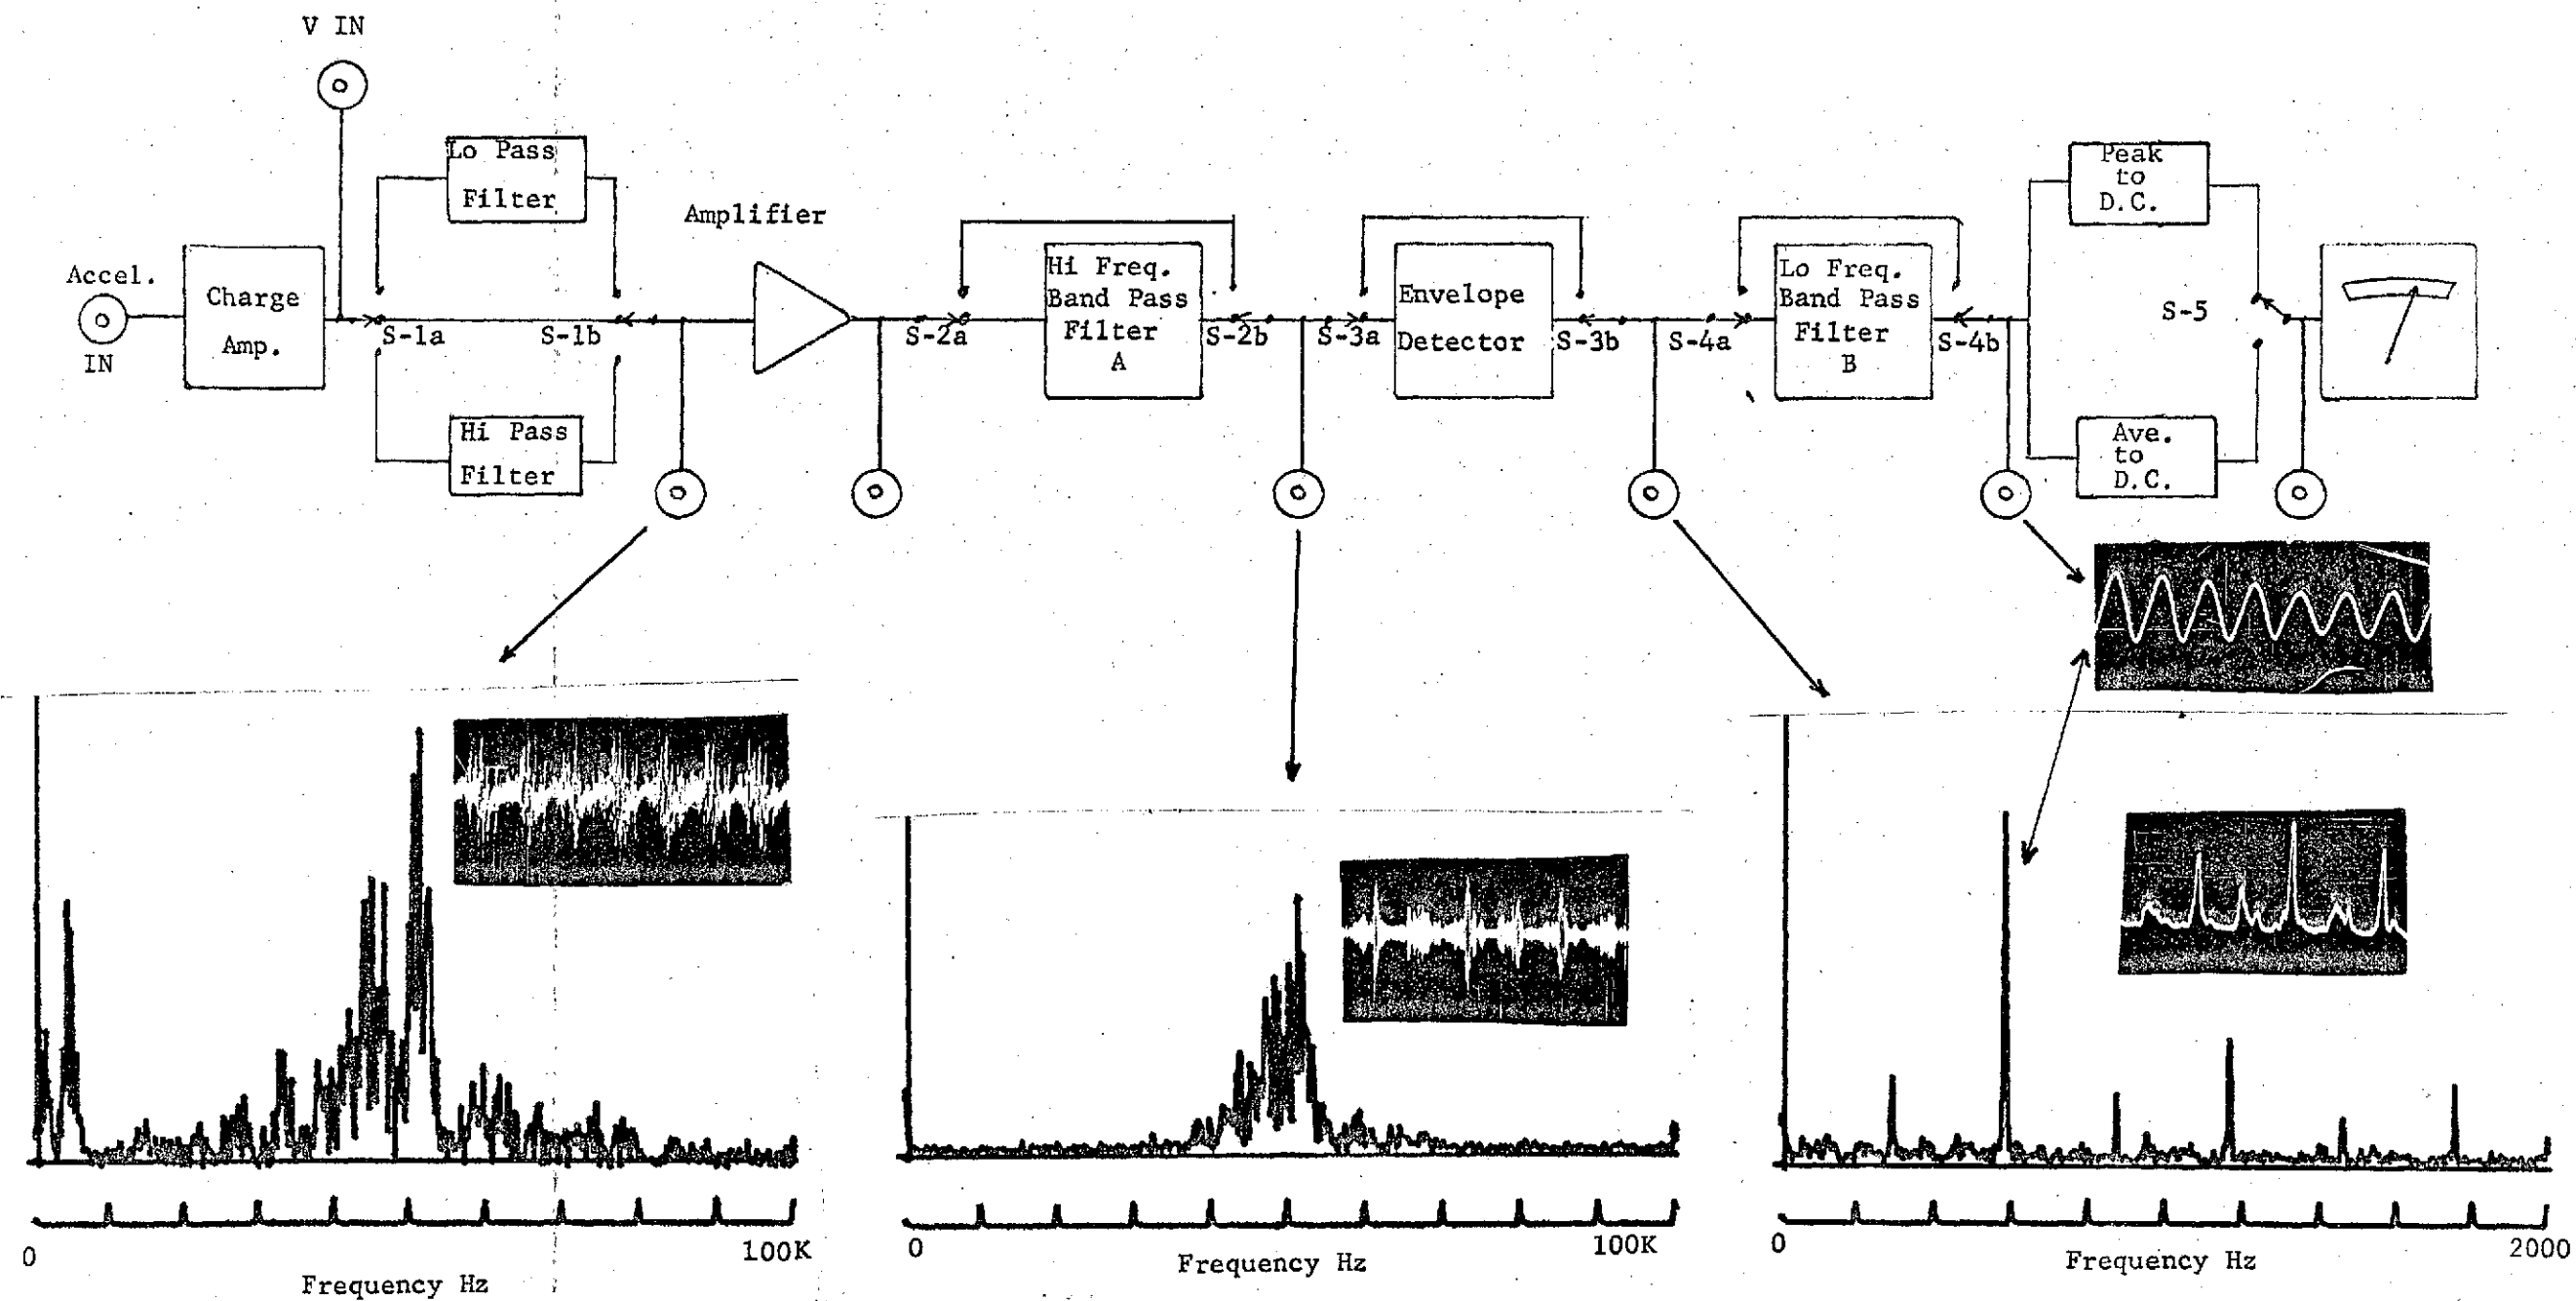 V IN
Lo Pass
Filter
Amplifier
Accel.
IN
Charge
Amp.
S-1a
S-1b
Hi Pass
Filter
S-2a
Hi Freq.
Band Pass
Filter
A
S-2b
S-3a
Envelope
Detector
S-3b
S-4a
Lo Freq.
Band Pass
Filter
B
S-4b
Peak
to
D.C.
S-5
Ave.
to
D.C.
0
100K
Frequency Hz
0
100K
Frequency Hz
0
2000
Frequency Hz